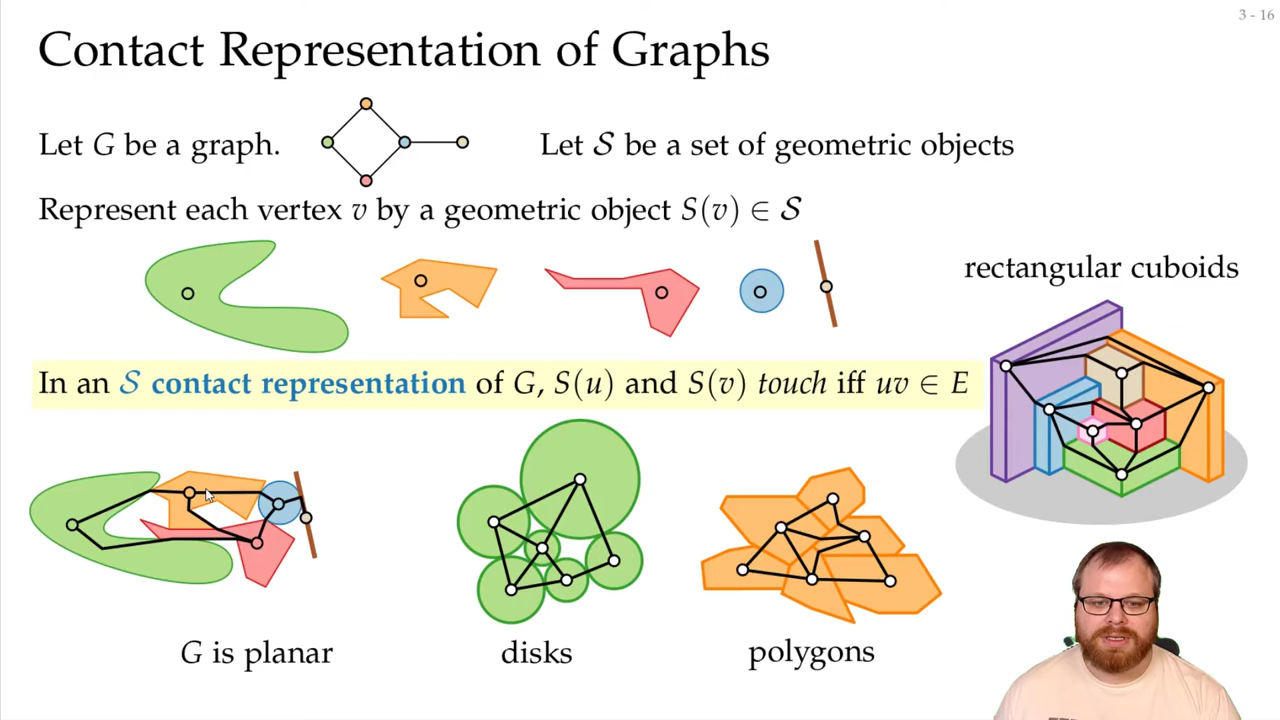 3 - 16
Contact Representation of Graphs
Let G be a graph.
Let 𝒮 be a set of geometric objects
Represent each vertex v by a geometric object S(v) ∈ 𝒮
rectangular cuboids
In an 𝒮 contact representation of G, S(u) and S(v) touch iff uv ∈ E
G is planar
disks
polygons